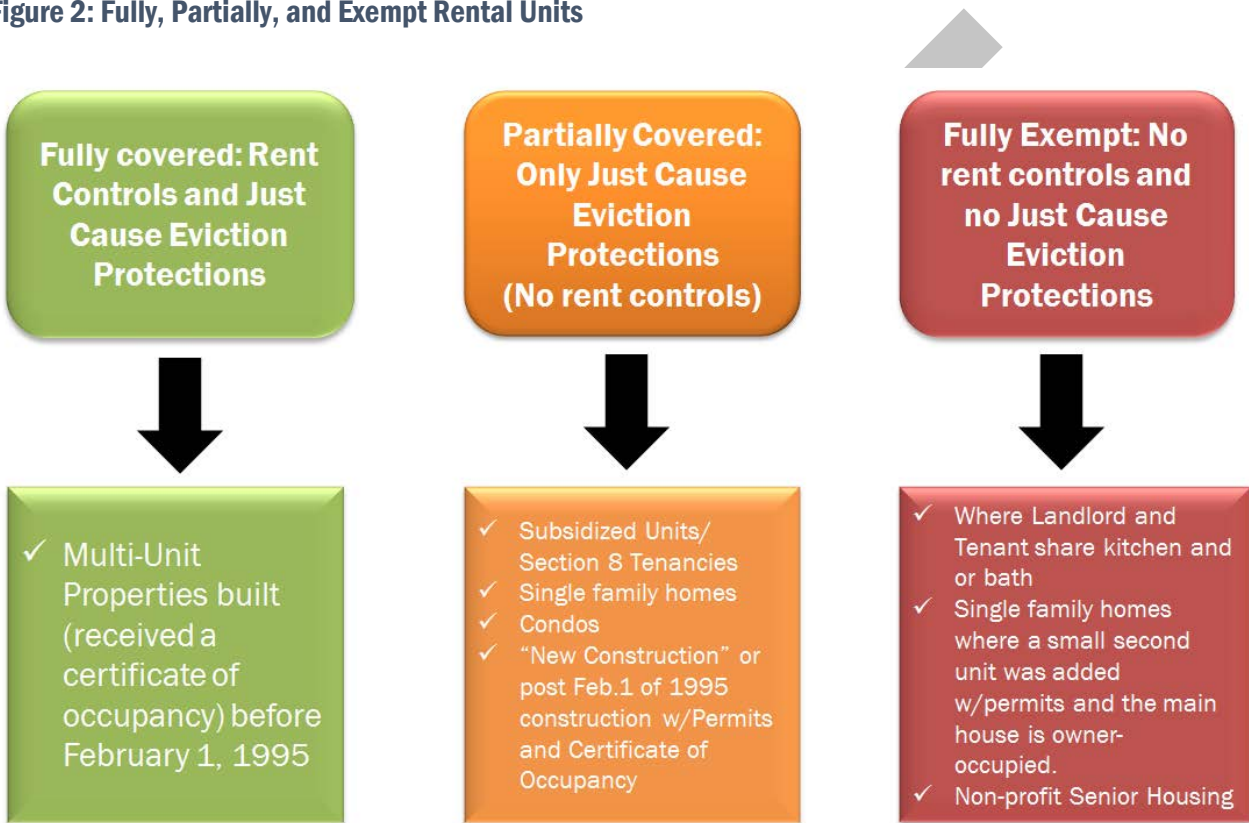 Figure 2: Fully, Partially, and Exempt Rental Units
Fully covered: Rent
Controls and Just
Cause Eviction
Protections
Partially Covered:
Only Just Cause
Eviction
Protections
(No rent controls)
Fully Exempt: No
rent controls and
no Just Cause
Eviction
Protections
✓ Multi-Unit
Properties built
(received a
certificate of
occupancy) before
February 1, 1995
✓ Subsidized Units/
Section 8 Tenancies
✓ Single family homes
✓ Condos
✓ “New Construction” or
post Feb.1 of 1995
construction w/Permits
and Certificate of
Occupancy
✓ Where Landlord and
Tenant share kitchen and
or bath
✓ Single family homes
where a small second
unit was added
w/permits and the main
house is owner-
occupied.
✓ Non-profit Senior Housing